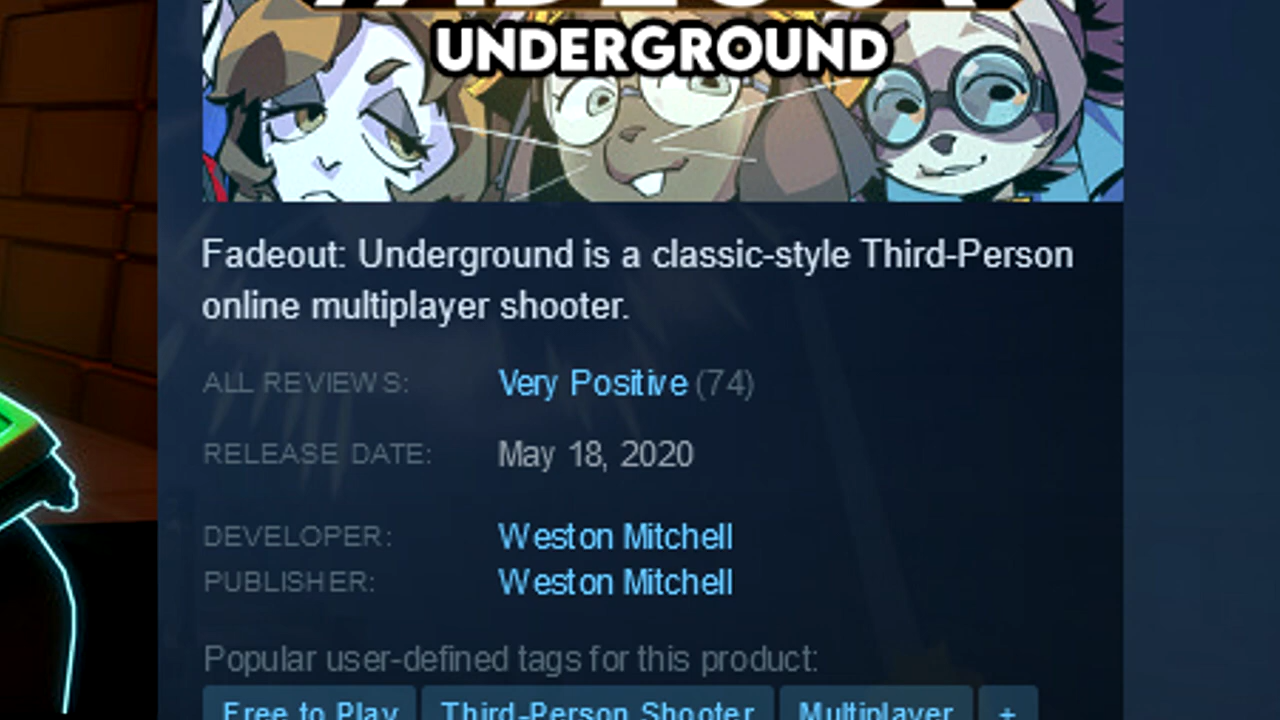 FADEOUT
UNDERGROUND
Fadeout: Underground is a classic-style Third-Person
online multiplayer shooter.
ALL REVIEWS: Very Positive (74)
RELEASE DATE: May 18, 2020
DEVELOPER: Weston Mitchell
PUBLISHER: Weston Mitchell
Popular user-defined tags for this product:
Free to Play Third-Person Shooter Multiplayer +